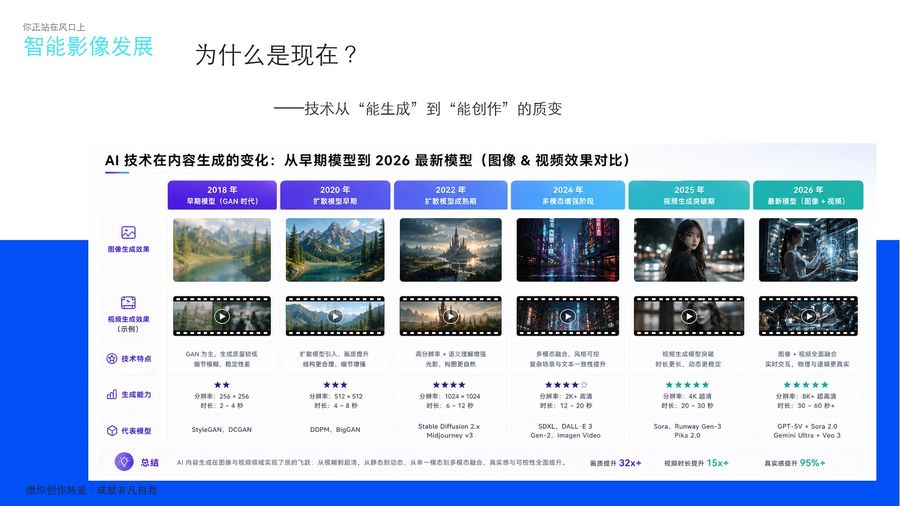 你正站在风口上
智能影像发展
为什么是现在？
——技术从“能生成”到“能创作”的质变
AI 技术在内容生成的变化：从早期模型到 2026 最新模型（图像 & 视频效果对比）
2018 年
早期模型（GAN 时代）
2020 年
扩散模型早期
2022 年
扩散模型成熟期
2024 年
多模态增强阶段
2025 年
视频生成突破期
2026 年
最新模型（图像 + 视频）
图像生成效果
视频生成效果
（示例）
技术特点
GAN 为主，生成质量较低
细节模糊，稳定性差
扩散模型引入，画质提升
结构更合理，细节增强
高分辨率 + 语义理解增强
光影、构图更自然
多模态融合，风格可控
复杂场景与文本一致性提升
视频生成模型突破
时长更长，动态更稳定
图像 + 视频全面融合
实时交互，物理与逻辑更真实
生成能力
★★
分辨率：256 × 256
时长：2 – 4 秒
★★★
分辨率：512 × 512
时长：4 – 8 秒
★★★★
分辨率：1024 × 1024
时长：6 – 12 秒
★★★★☆
分辨率：2K+ 高清
时长：12 – 20 秒
★★★★★
分辨率：4K 超清
时长：20 – 30 秒
★★★★★
分辨率：8K+ 超高清
时长：30 – 60 秒+
代表模型
StyleGAN, DCGAN
DDPM, BigGAN
Stable Diffusion 2.x
Midjourney v3
SDXL, DALL·E 3
Gen-2, Imagen Video
Sora, Runway Gen-3
Pika 2.0
GPT-5V + Sora 2.0
Gemini Ultra + Veo 3
总结
AI 内容生成在图像与视频领域实现了质的飞跃：从模糊到超清，从静态到动态，从单一模态到多模态融合，真实感与可控性全面提升。
画质提升 32x+
视频时长提升 15x+
真实感提升 95%+
燃你创作热爱·成就非凡自我